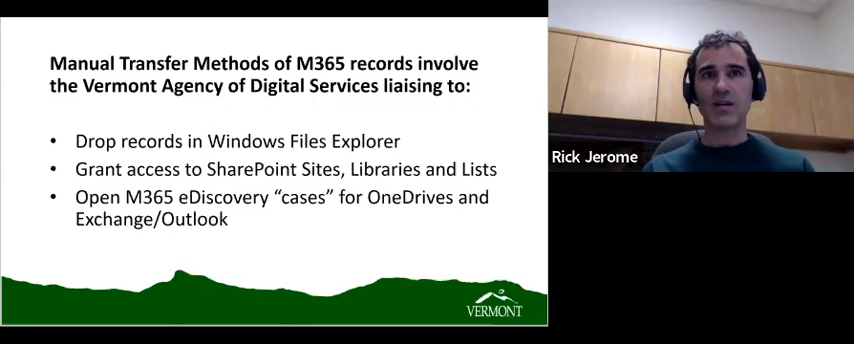 Manual Transfer Methods of M365 records involve
the Vermont Agency of Digital Services liaising to:
• Drop records in Windows Files Explorer
• Grant access to SharePoint Sites, Libraries and Lists
• Open M365 eDiscovery “cases” for OneDrives and
Exchange/Outlook
VERMONT
Rick Jerome